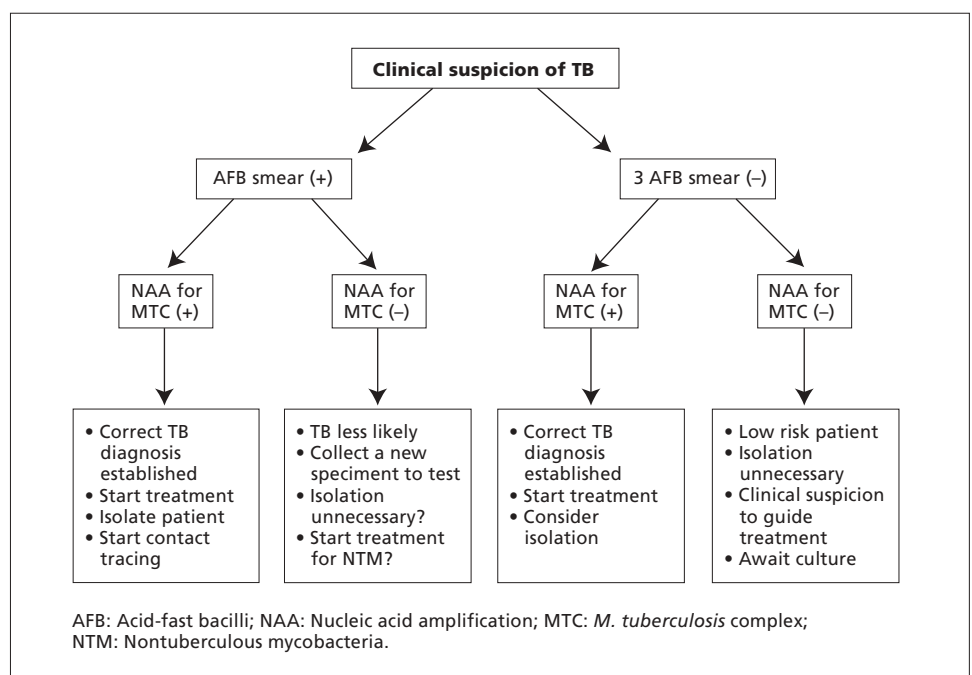 Clinical suspicion of TB
AFB smear (+)
3 AFB smear (–)
NAA for
MTC (+)
NAA for
MTC (–)
NAA for
MTC (+)
NAA for
MTC (–)
• Correct TB
diagnosis
established
• Start treatment
• Isolate patient
• Start contact
tracing
• TB less likely
• Collect a new
speciment to test
• Isolation
unnecessary?
• Start treatment
for NTM?
• Correct TB
diagnosis
established
• Start treatment
• Consider
isolation
• Low risk patient
• Isolation
unnecessary
• Clinical suspicion
to guide
treatment
• Await culture
AFB: Acid-fast bacilli; NAA: Nucleic acid amplification; MTC: M. tuberculosis complex;
NTM: Nontuberculous mycobacteria.